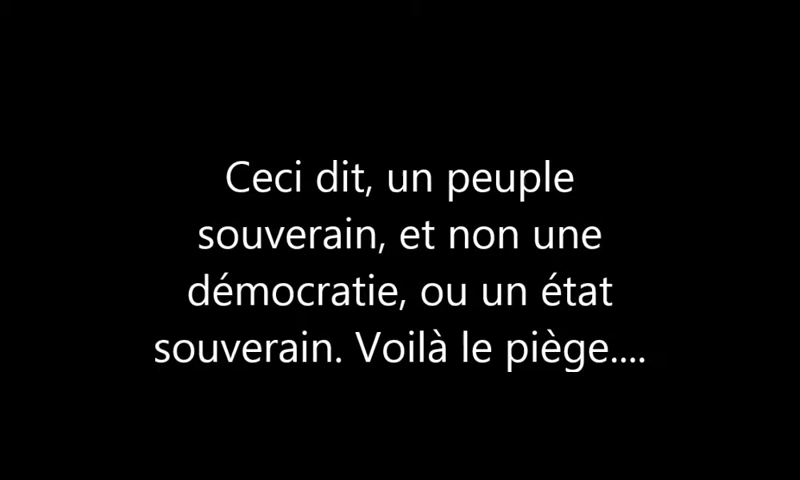 Ceci dit, un peuple
souverain, et non une
démocratie, ou un état
souverain. Voilà le piège....